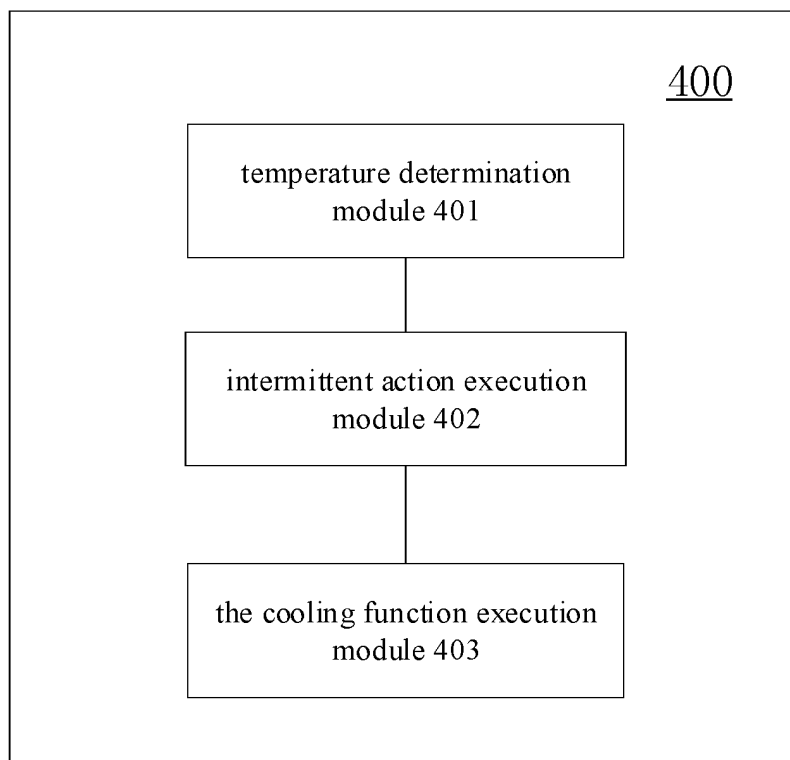 400
temperature determination
module 401
intermittent action execution
module 402
the cooling function execution
module 403